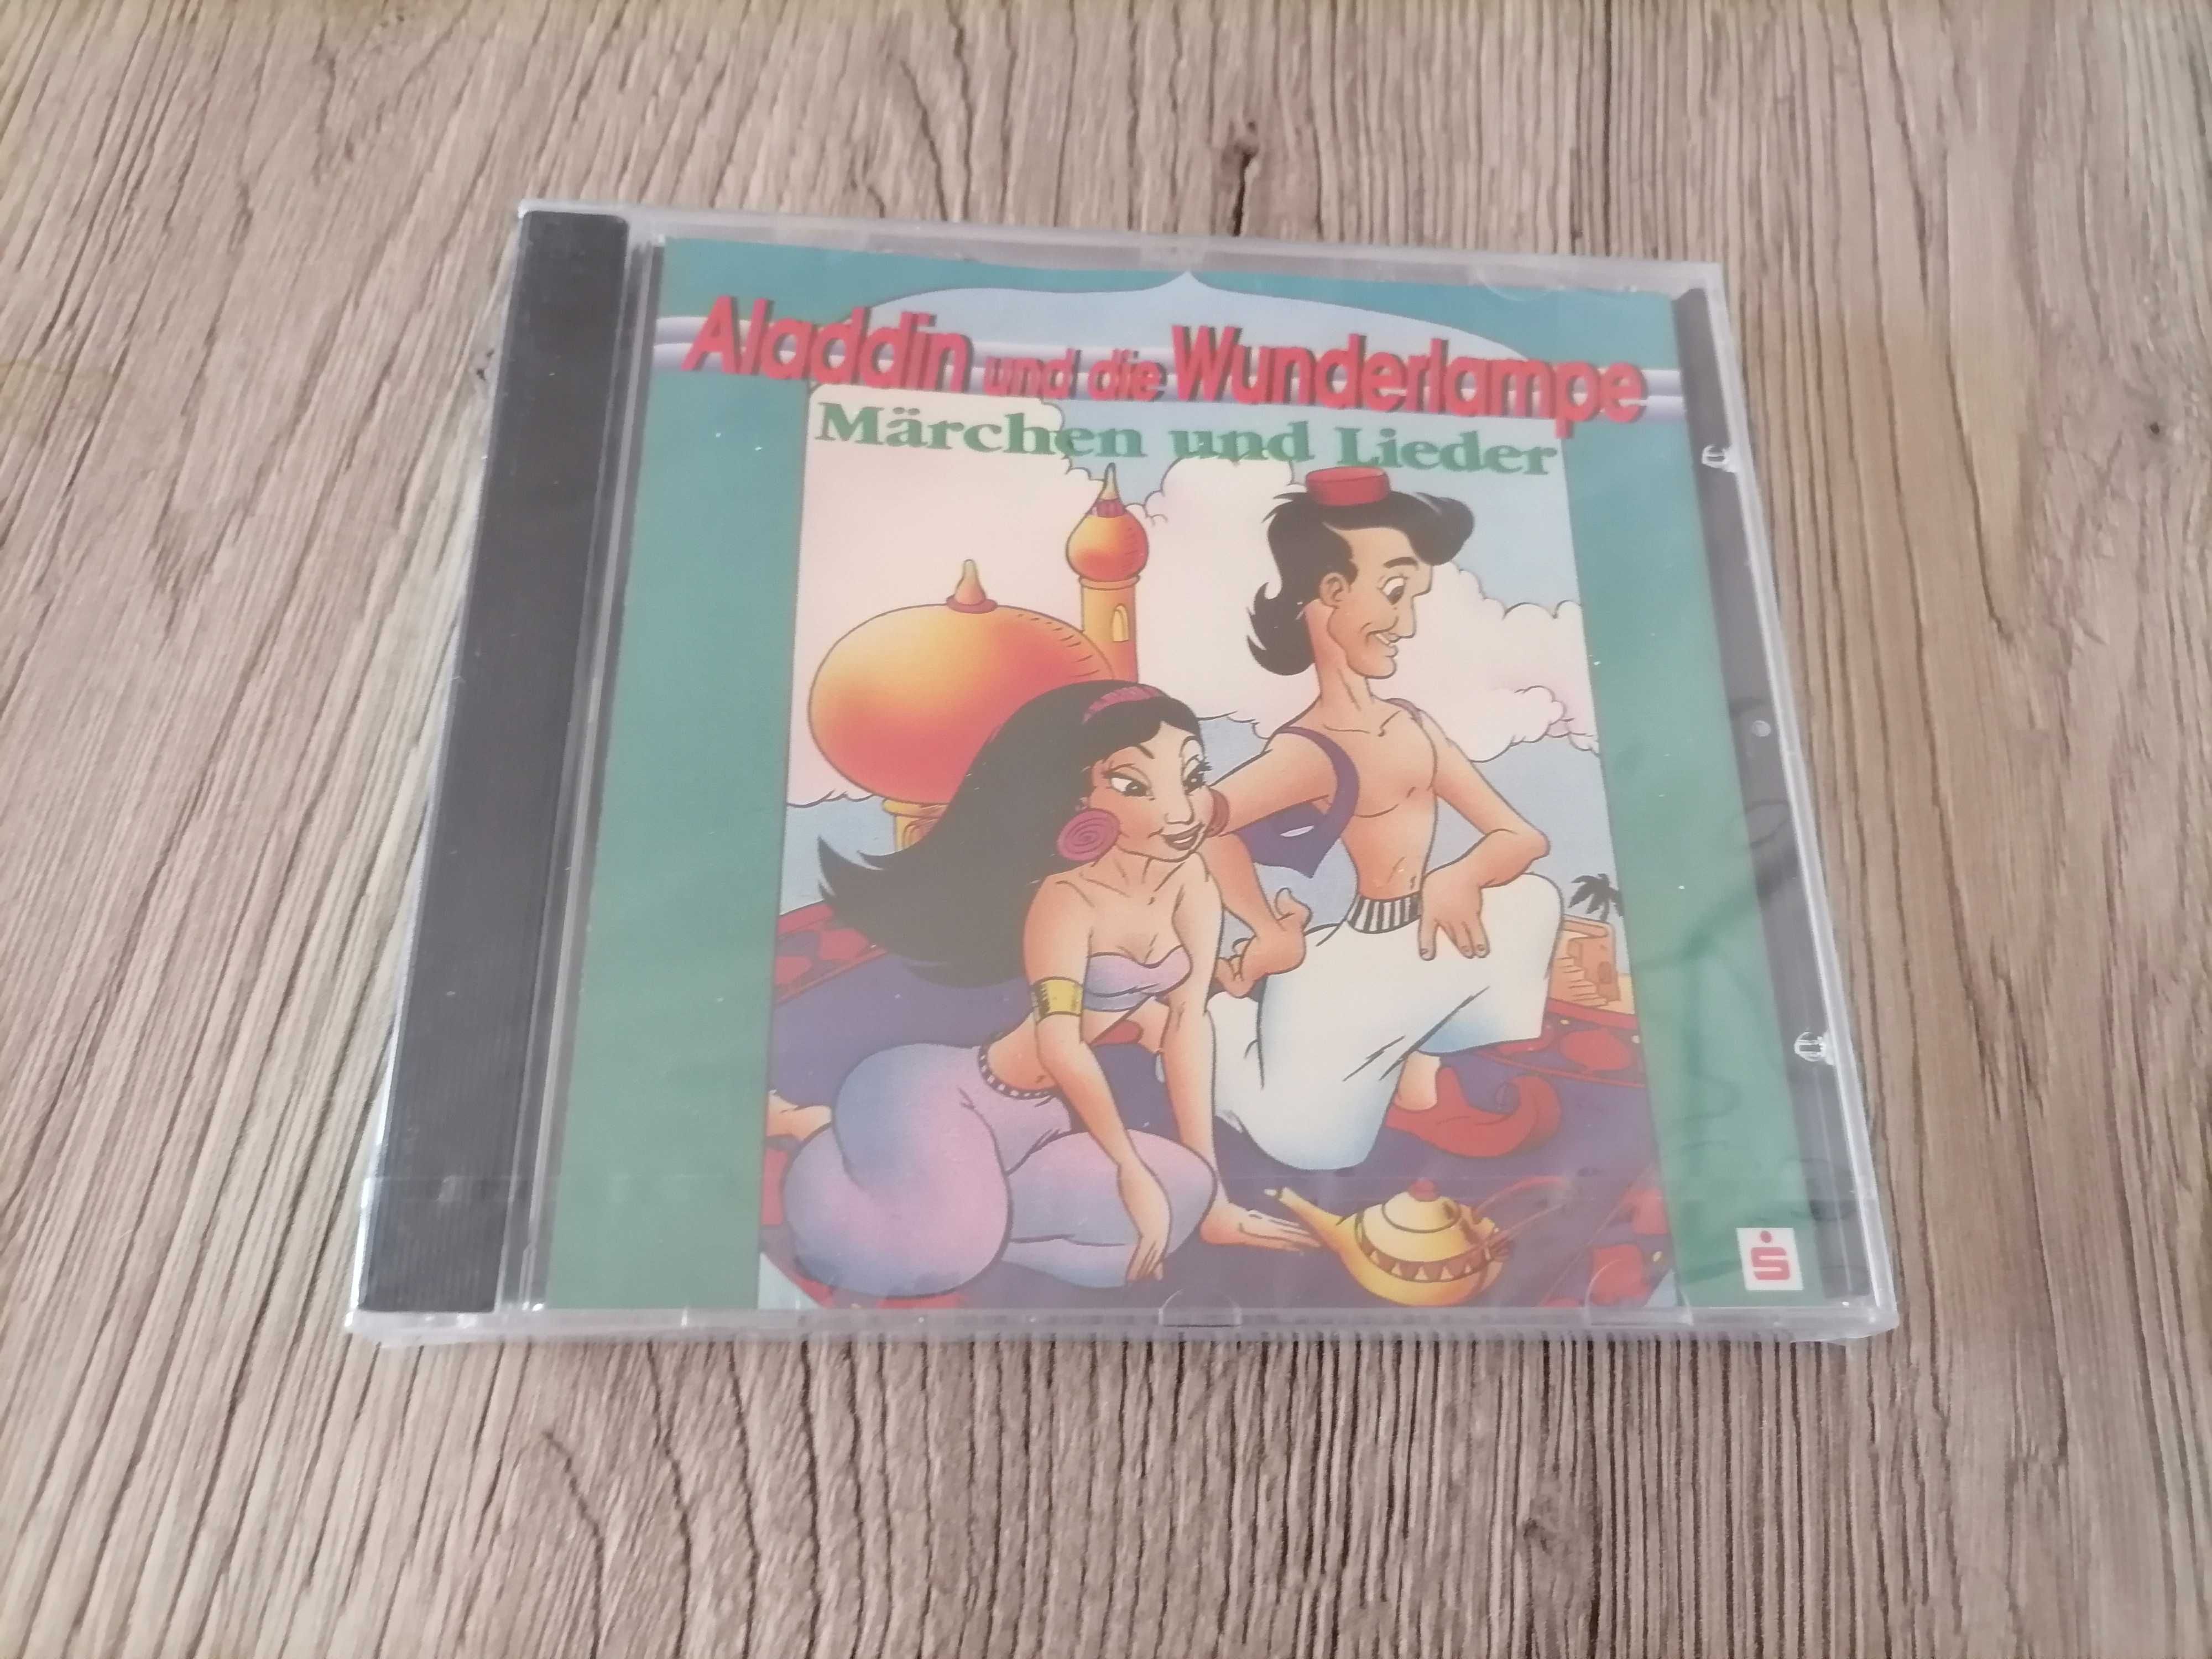 Aladdin und die Wunderlampe
Märchen und Lieder